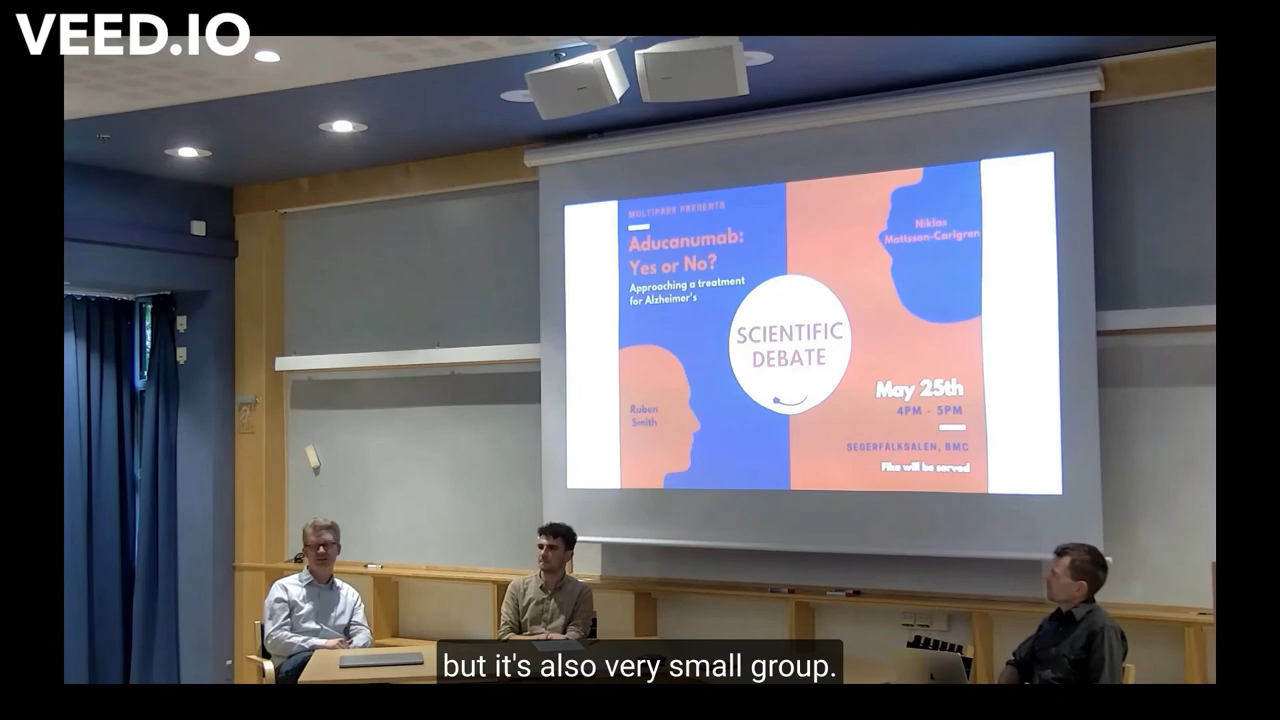 VEED.IO
MULTIPARK PRESENTS
Aducanumab:
Yes or No?
Approaching a treatment
for Alzheimer's
Niklas
Mattsson-Carlgren
SCIENTIFIC
DEBATE
Ruben
Smith
May 25th
4PM - 5PM
SEGERFALKSALEN, BMC
Fika will be served
but it's also very small group.